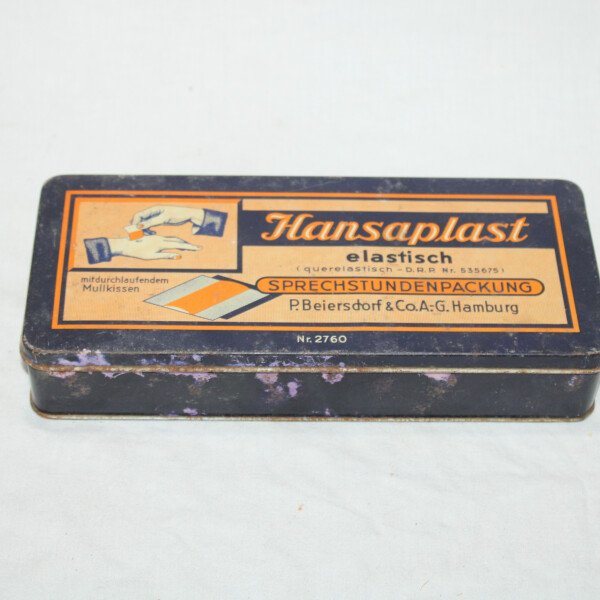 Hansaplast
elastisch
(querelastisch - D.R.P. Nr. 535675)
SPRECHSTUNDENPACKUNG
P. Beiersdorf & Co. A.-G. Hamburg
mit durchlaufendem
Mullkissen
Nr. 2760